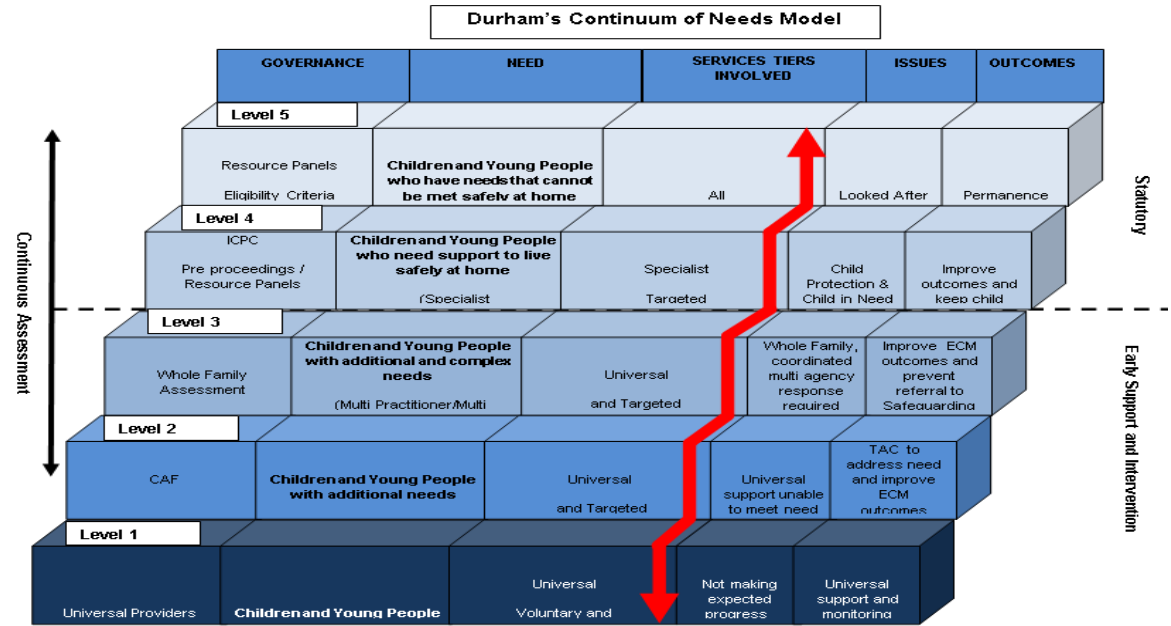 Durham's Continuum of Needs Model
GOVERNANCE
NEED
SERVICES TIERS
INVOLVED
ISSUES
OUTCOMES
Level 5
Resource Panels
Eligibility Criteria
Children and Young People
who have needs that cannot
be met safely at home
All
Looked After
Permanence
Level 4
ICPC
Pre proceedings /
Resource Panels
Children and Young People
who need support to live
safely at home
(Specialist
Specialist
Targeted
Child
Protection &
Child in Need
Improve
outcomes and
keep child
Level 3
Whole Family
Assessment
Children and Young People
with additional and complex
needs
(Multi Practitioner/Multi
Universal
and Targeted
Whole Family,
coordinated
multi agency
response
required
Improve ECM
outcomes and
prevent
referral to
Safeguarding
Level 2
CAF
Children and Young People
with additional needs
Universal
and Targeted
Universal
support unable
to meet need
TAC to
address need
and improve
ECM
outcomes
Level 1
Universal Providers
Children and Young People
Universal
Voluntary and
Not making
expected
progress
Universal
support and
monitoring
Continuous Assessment
Statutory
Early Support and Intervention